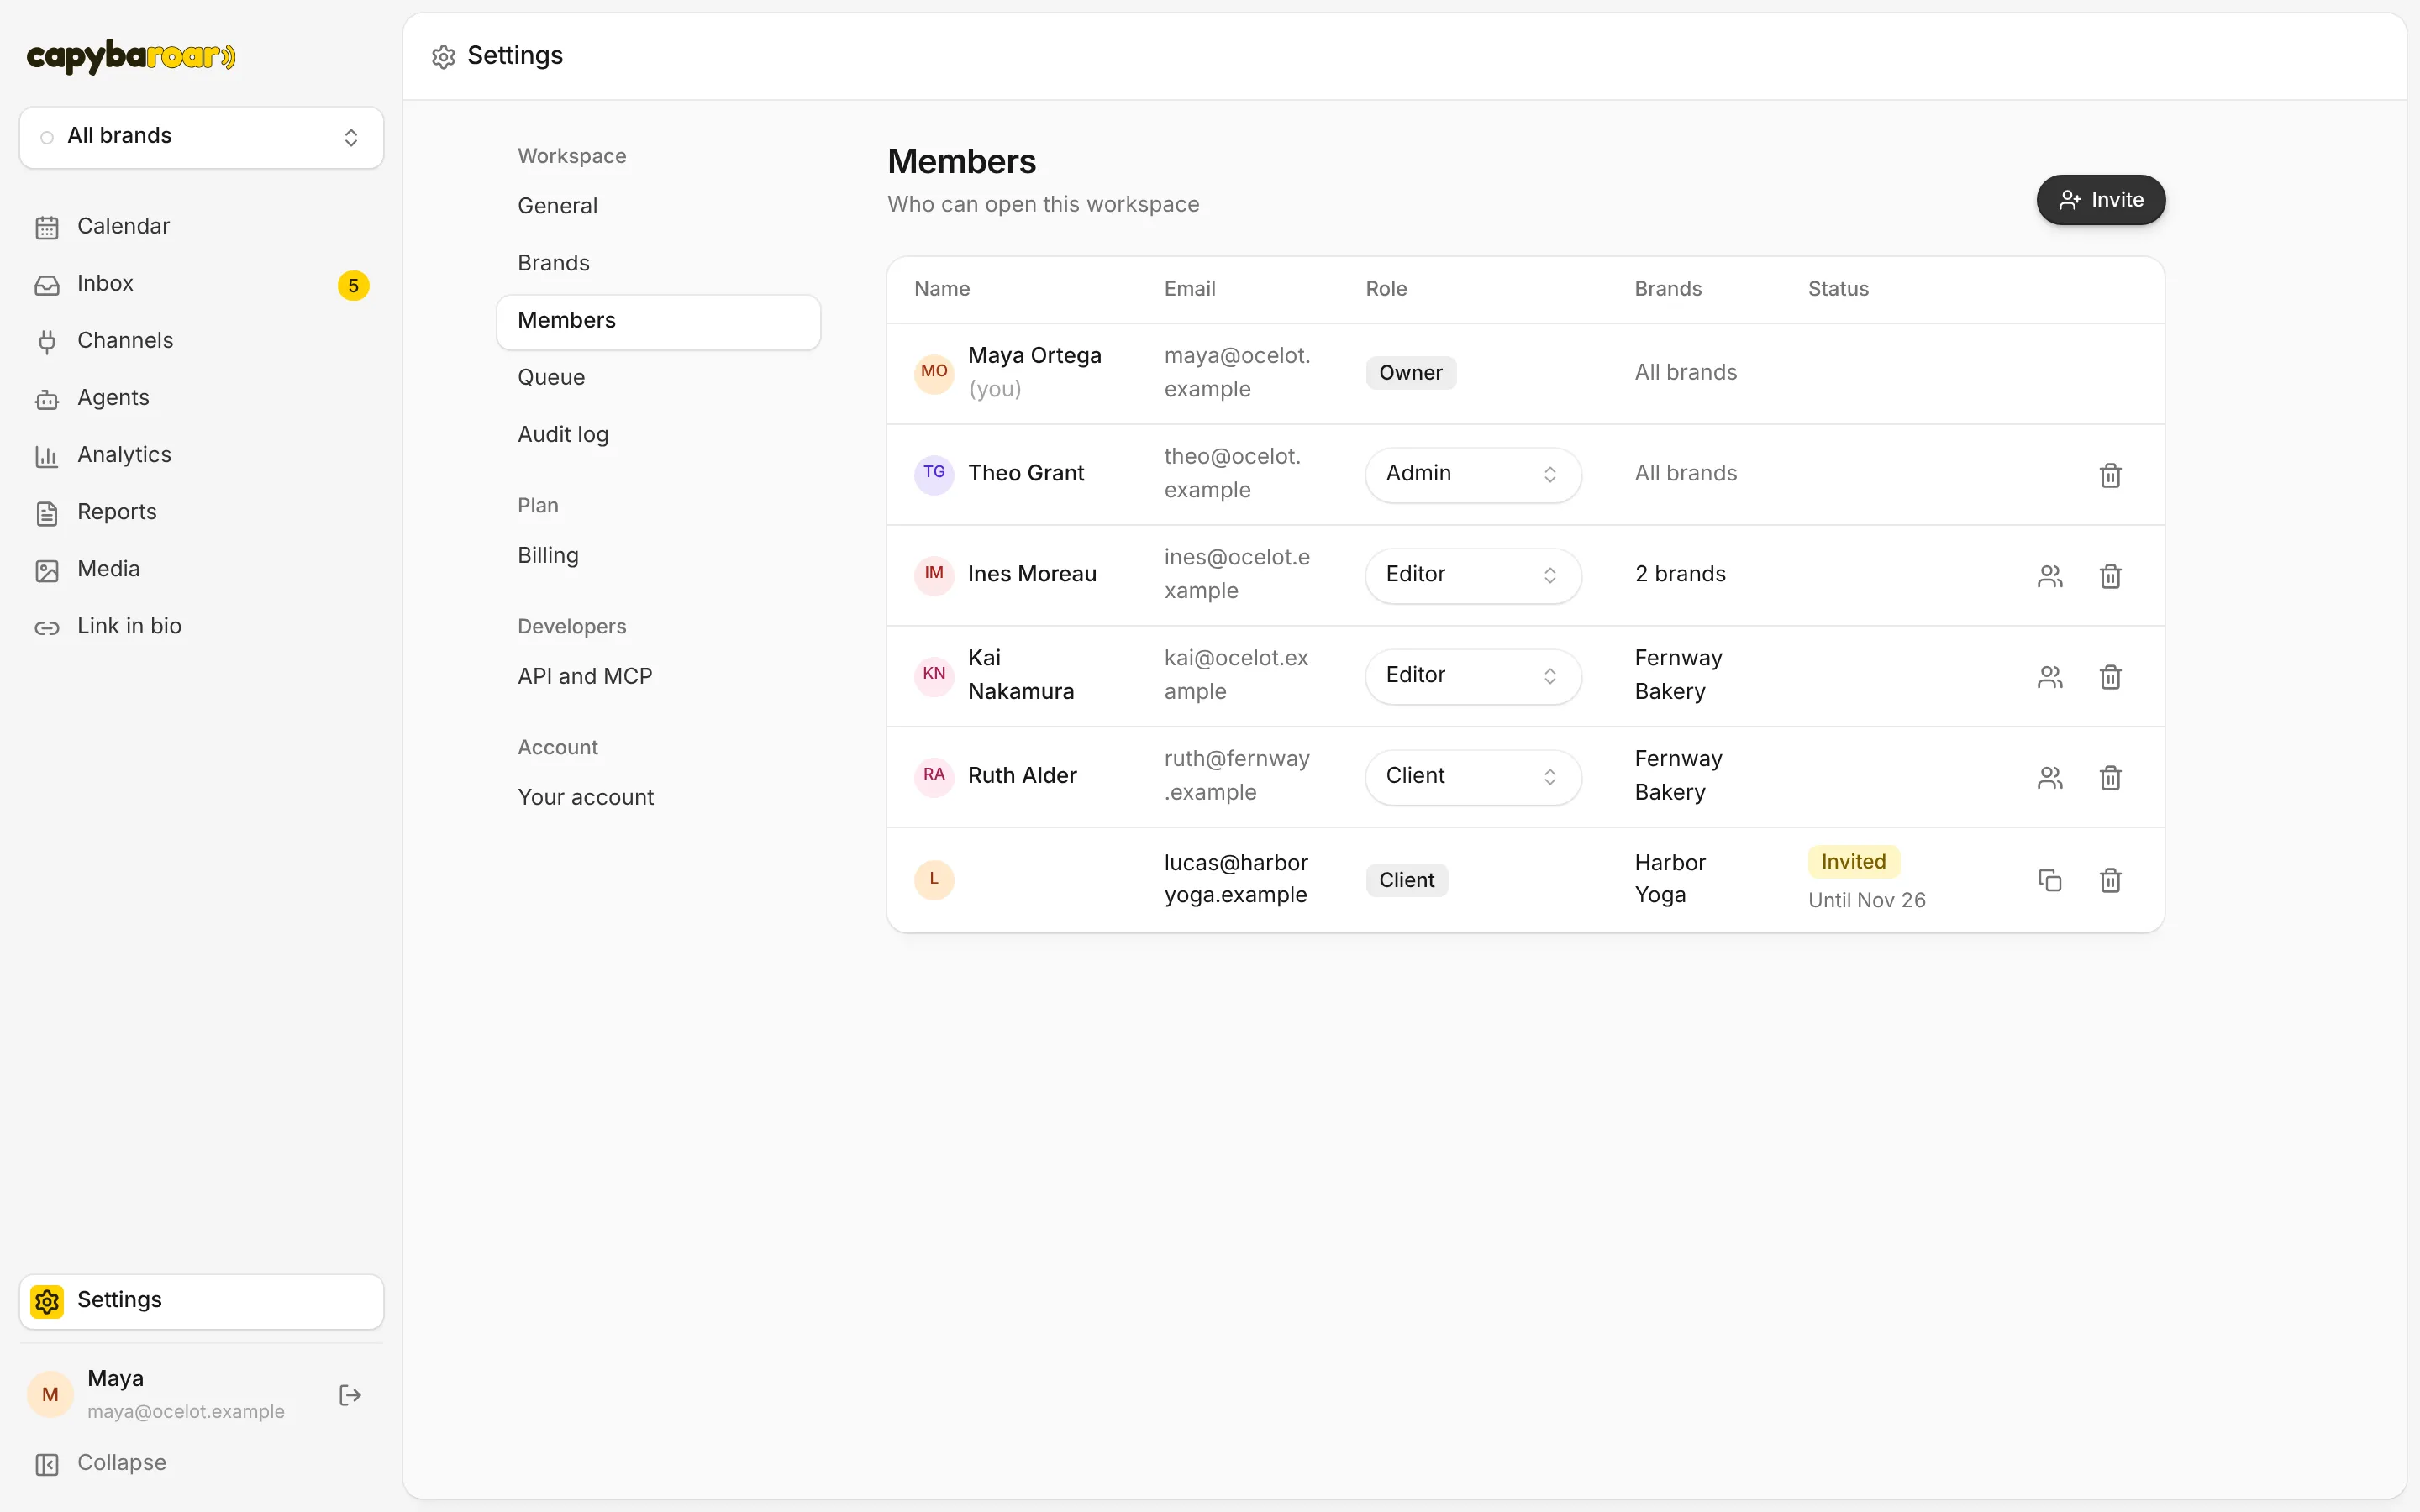 capybaroar
All brands
Calendar
Inbox
5
Channels
Agents
Analytics
Reports
Media
Link in bio
Settings
M
Maya
maya@ocelot.example
Collapse
Settings
Workspace
General
Brands
Members
Queue
Audit log
Plan
Billing
Developers
API and MCP
Account
Your account
Members
Who can open this workspace
Invite
Name Email Role Brands Status
MO
Maya Ortega
(you)
maya@ocelot.
example
Owner
All brands
TG
Theo Grant
theo@ocelot.
example
Admin
All brands
IM
Ines Moreau
ines@ocelot.e
xample
Editor
2 brands
KN
Kai
Nakamura
kai@ocelot.ex
ample
Editor
Fernway
Bakery
RA
Ruth Alder
ruth@fernway
.example
Client
Fernway
Bakery
L
lucas@harbor
yoga.example
Client
Harbor
Yoga
Invited
Until Nov 26